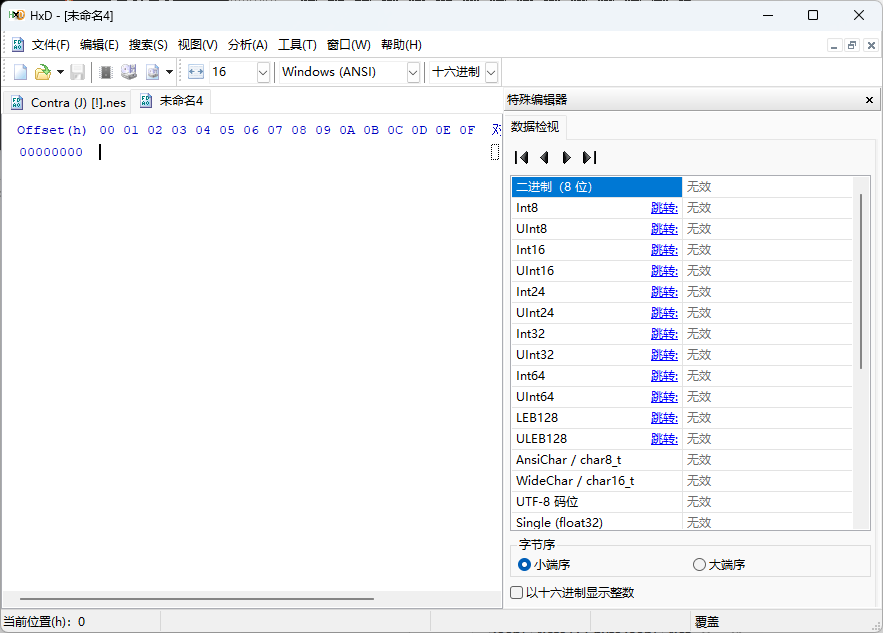 HxD - [未命名4]
文件(F) 编辑(E) 搜索(S) 视图(V) 分析(A) 工具(T) 窗口(W) 帮助(H)
16 Windows (ANSI) 十六进制
Contra (J) [!].nes 未命名4
Offset(h) 00 01 02 03 04 05 06 07 08 09 0A 0B 0C 0D 0E 0F 对
00000000
特殊编辑器
数据检视
二进制（8 位） 无效
Int8 跳转: 无效
UInt8 跳转: 无效
Int16 跳转: 无效
UInt16 跳转: 无效
Int24 跳转: 无效
UInt24 跳转: 无效
Int32 跳转: 无效
UInt32 跳转: 无效
Int64 跳转: 无效
UInt64 跳转: 无效
LEB128 跳转: 无效
ULEB128 跳转: 无效
AnsiChar / char8_t 无效
WideChar / char16_t 无效
UTF-8 码位 无效
Single (float32) 无效
字节序
小端序 大端序
以十六进制显示整数
当前位置(h): 0 覆盖